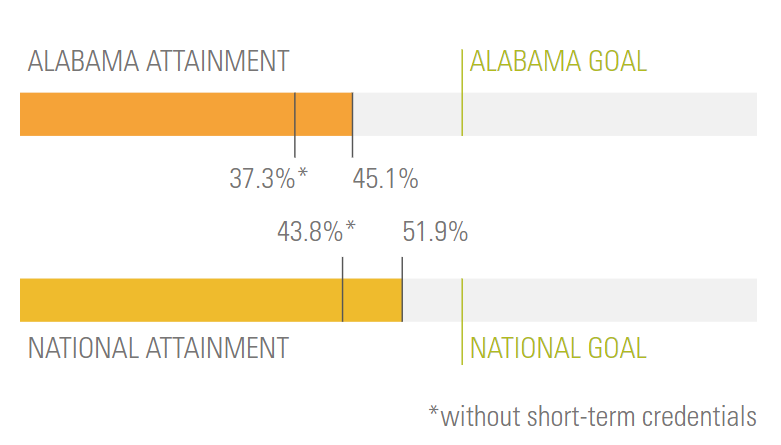 ALABAMA ATTAINMENT
ALABAMA GOAL
37.3%*
45.1%
43.8%*
51.9%
NATIONAL ATTAINMENT
NATIONAL GOAL
*without short-term credentials